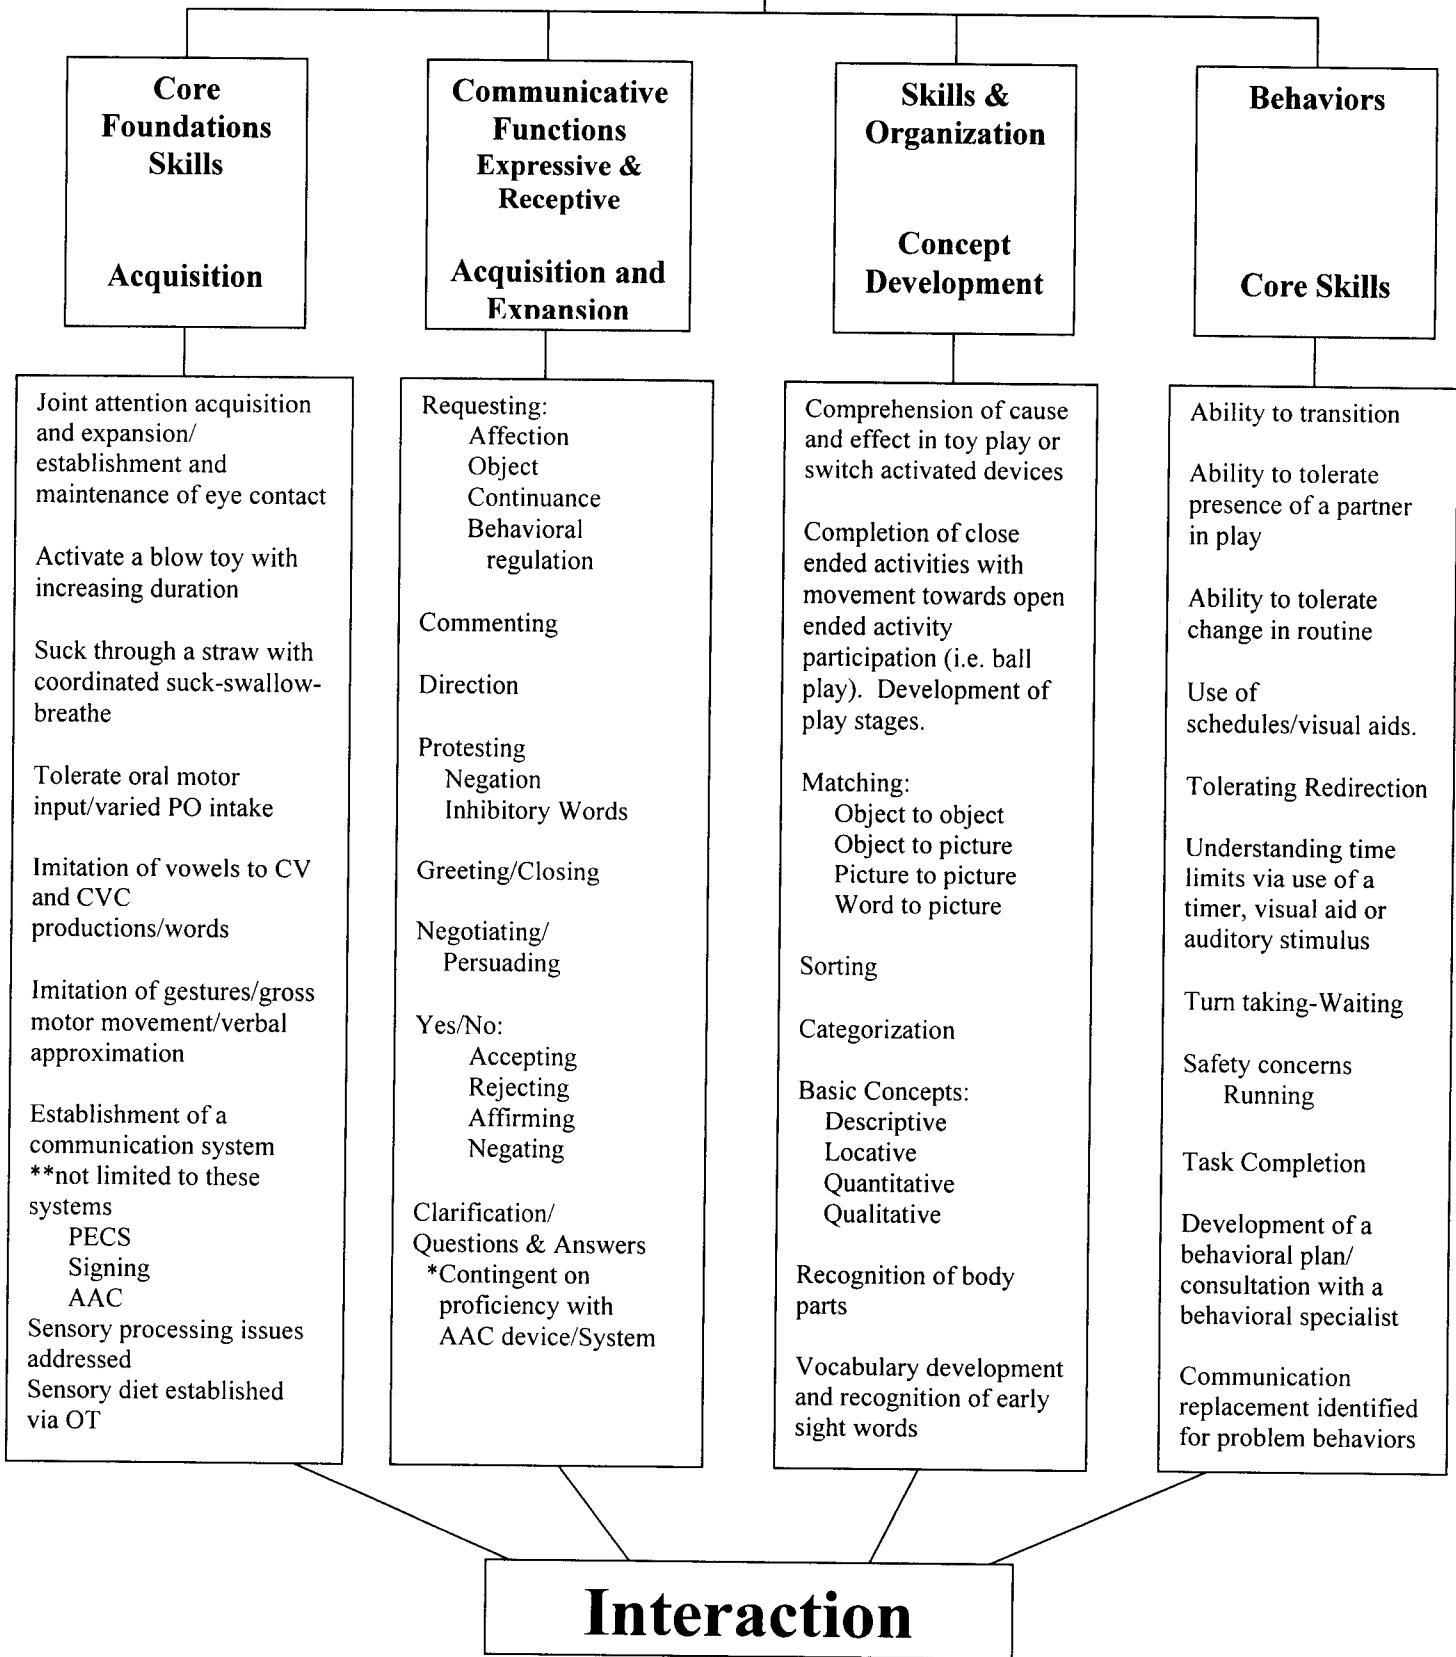 Core
Foundations
Skills
Acquisition
Communicative
Functions
Expressive &
Receptive
Acquisition and
Expansion
Skills &
Organization
Concept
Development
Behaviors
Core Skills
Joint attention acquisition
and expansion/
establishment and
maintenance of eye contact
Activate a blow toy with
increasing duration
Suck through a straw with
coordinated suck-swallow-
breathe
Tolerate oral motor
input/varied PO intake
Imitation of vowels to CV
and CVC
productions/words
Imitation of gestures/gross
motor movement/verbal
approximation
Establishment of a
communication system
**not limited to these
systems
PECS
Signing
AAC
Sensory processing issues
addressed
Sensory diet established
via OT
Requesting:
Affection
Object
Continuance
Behavioral
regulation
Commenting
Direction
Protesting
Negation
Inhibitory Words
Greeting/Closing
Negotiating/
Persuading
Yes/No:
Accepting
Rejecting
Affirming
Negating
Clarification/
Questions & Answers
*Contingent on
proficiency with
AAC device/System
Comprehension of cause
and effect in toy play or
switch activated devices
Completion of close
ended activities with
movement towards open
ended activity
participation (i.e. ball
play).  Development of
play stages.
Matching:
Object to object
Object to picture
Picture to picture
Word to picture
Sorting
Categorization
Basic Concepts:
Descriptive
Locative
Quantitative
Qualitative
Recognition of body
parts
Vocabulary development
and recognition of early
sight words
Ability to transition
Ability to tolerate
presence of a partner
in play
Ability to tolerate
change in routine
Use of
schedules/visual aids.
Tolerating Redirection
Understanding time
limits via use of a
timer, visual aid or
auditory stimulus
Turn taking-Waiting
Safety concerns
Running
Task Completion
Development of a
behavioral plan/
consultation with a
behavioral specialist
Communication
replacement identified
for problem behaviors
Interaction